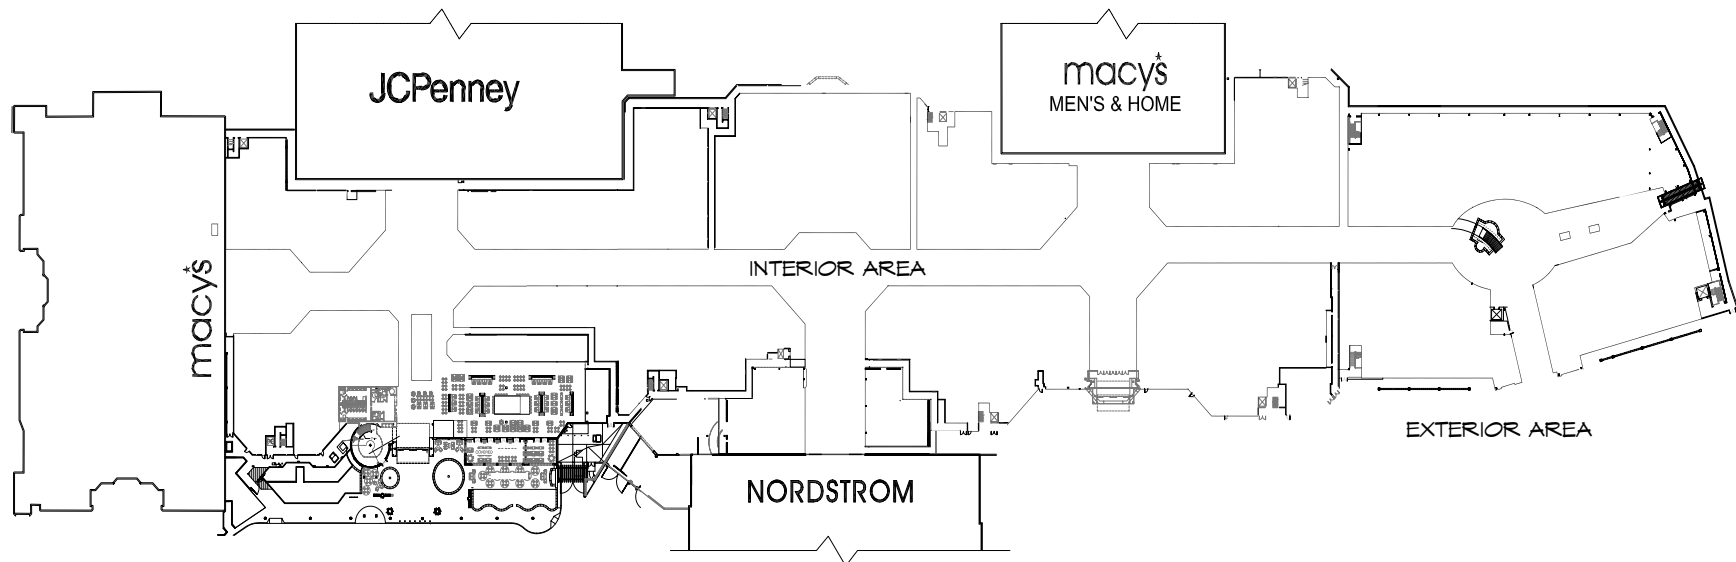 JCPenney
macy's
MEN'S & HOME
macy's
INTERIOR AREA
EXTERIOR AREA
NORDSTROM